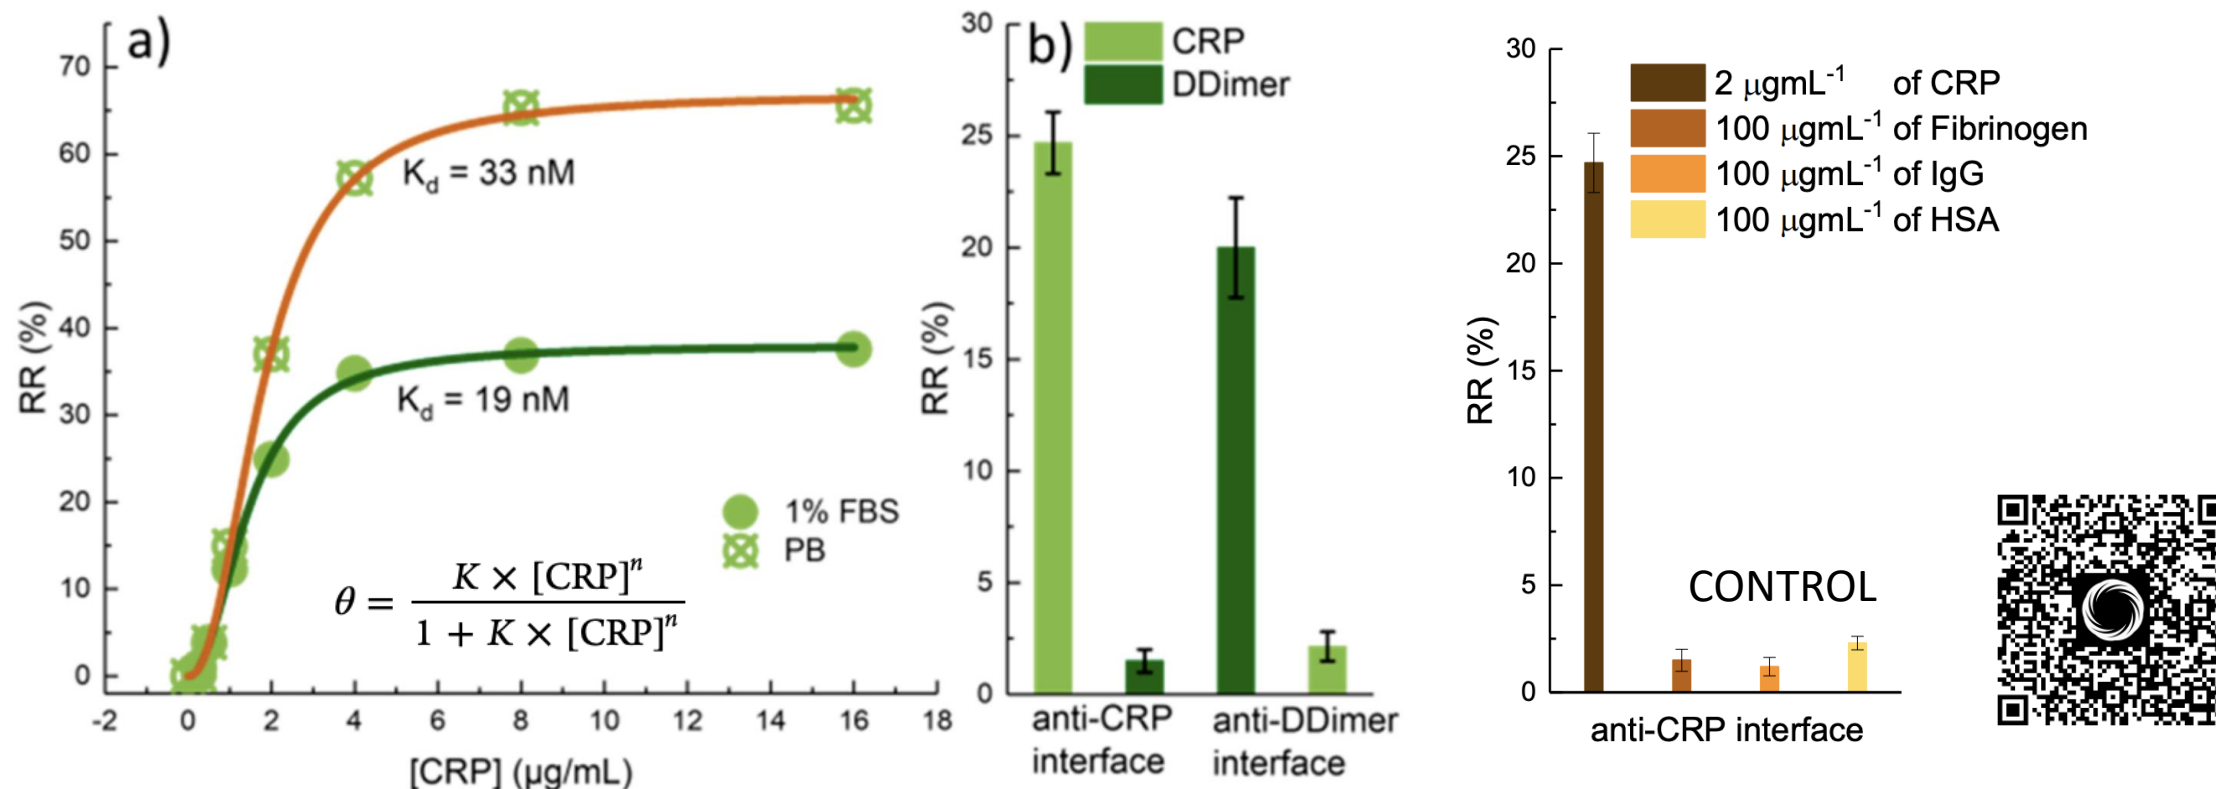 a)
70
60
50
40
30
20
10
0
-2 0 2 4 6 8 10 12 14 16 18
RR (%)
[CRP] (µg/mL)
K_d = 33 nM
K_d = 19 nM
1% FBS
PB
θ = K × [CRP]^n / 1 + K × [CRP]^n
b)
CRP
DDimer
30
25
20
15
10
5
0
RR (%)
anti-CRP
interface
anti-DDimer
interface
30
25
20
15
10
5
0
RR (%)
2 µgmL⁻¹ of CRP
100 µgmL⁻¹ of Fibrinogen
100 µgmL⁻¹ of IgG
100 µgmL⁻¹ of HSA
CONTROL
anti-CRP interface